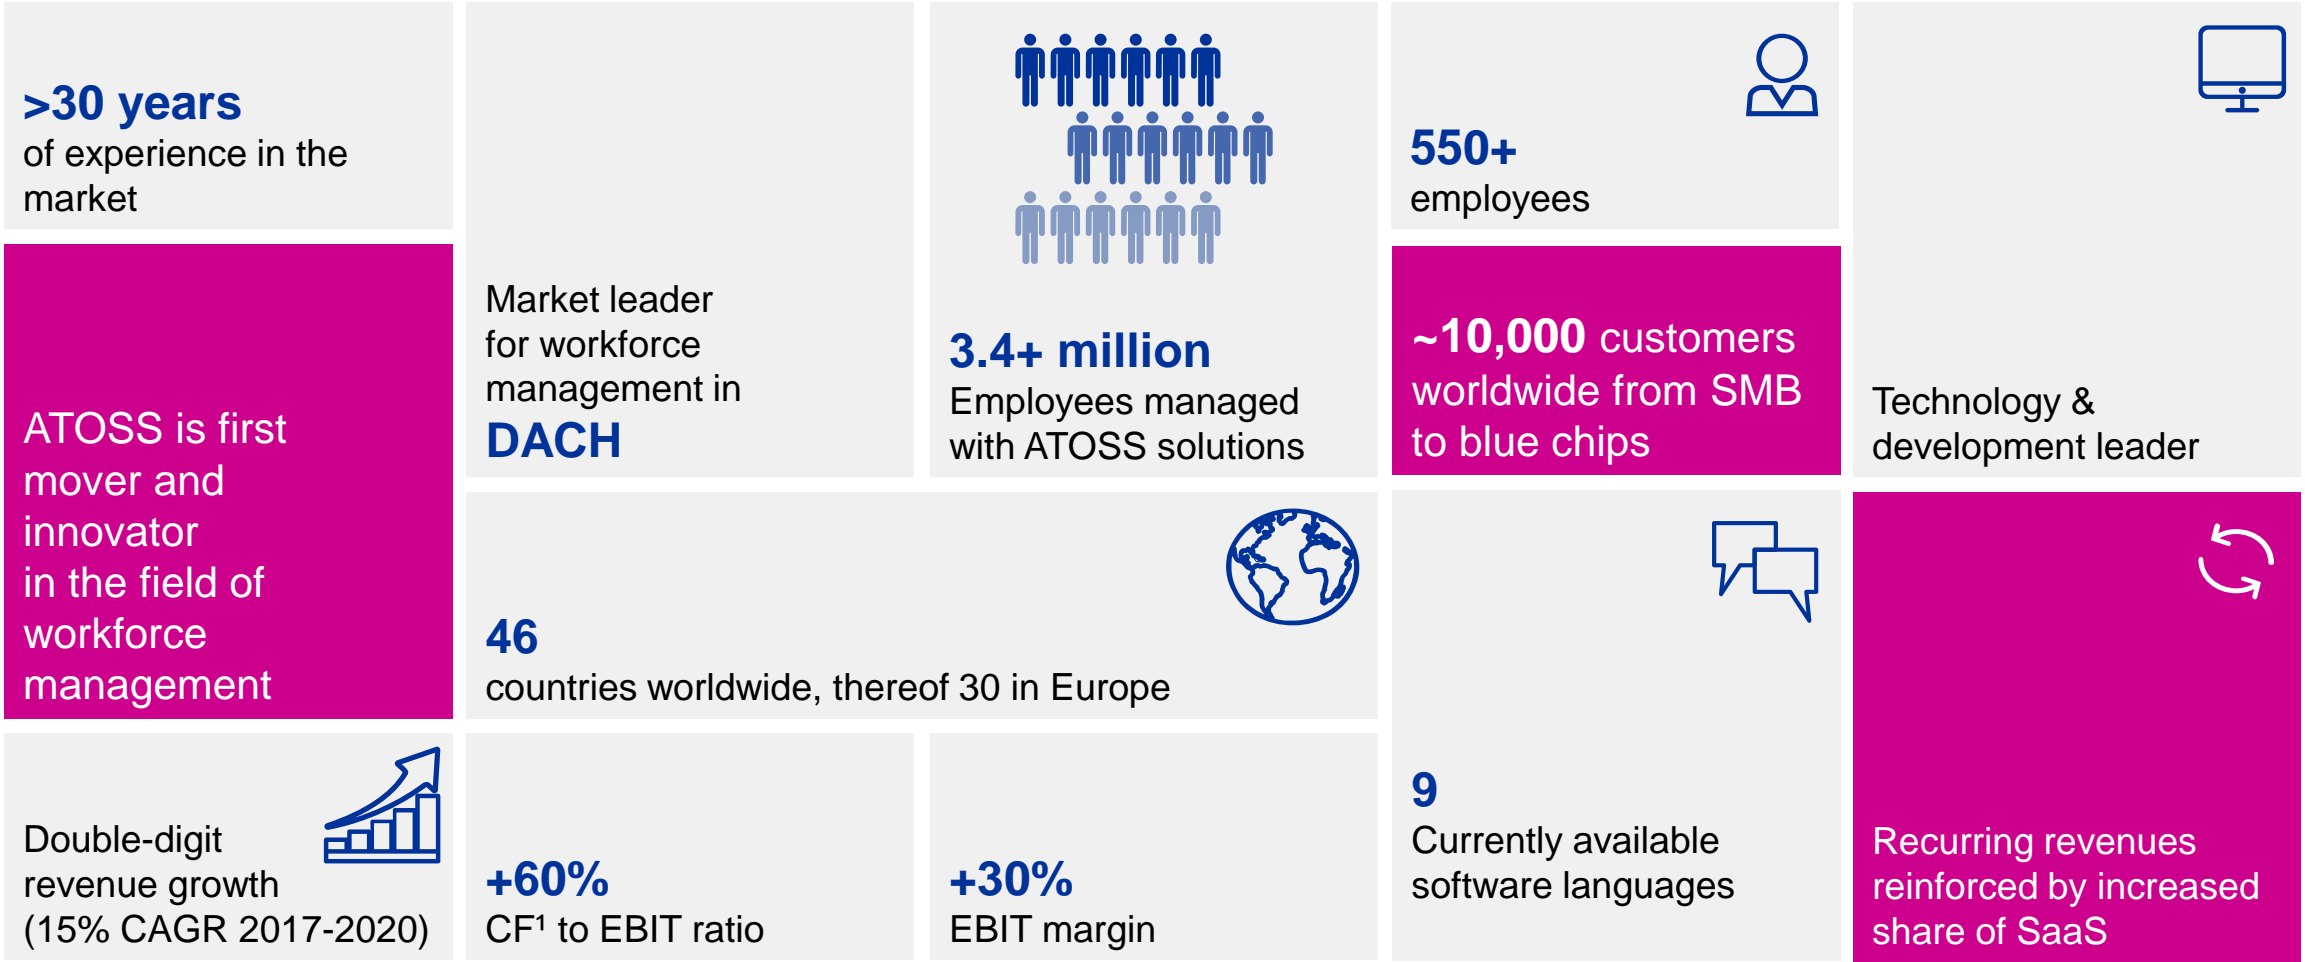 >30 years
of experience in the
market
ATOSS is first
mover and
innovator
in the field of
workforce
management
Double-digit
revenue growth
(15% CAGR 2017-2020)
Market leader
for workforce
management in
DACH
3.4+ million
Employees managed
with ATOSS solutions
46
countries worldwide, thereof 30 in Europe
+60%
CF¹ to EBIT ratio
+30%
EBIT margin
550+
employees
~10,000 customers
worldwide from SMB
to blue chips
9
Currently available
software languages
Technology &
development leader
Recurring revenues
reinforced by increased
share of SaaS